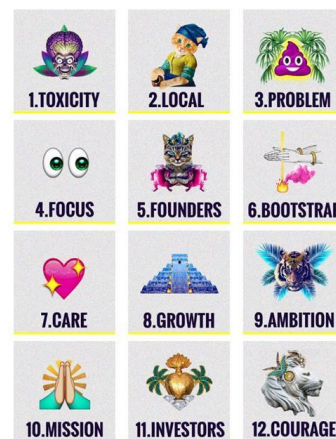 1.TOXICITY
2.LOCAL
3.PROBLEM
4.FOCUS
5.FOUNDERS
6.BOOTSTRAP
7.CARE
8.GROWTH
9.AMBITION
10.MISSION
11.INVESTORS
12.COURAGE